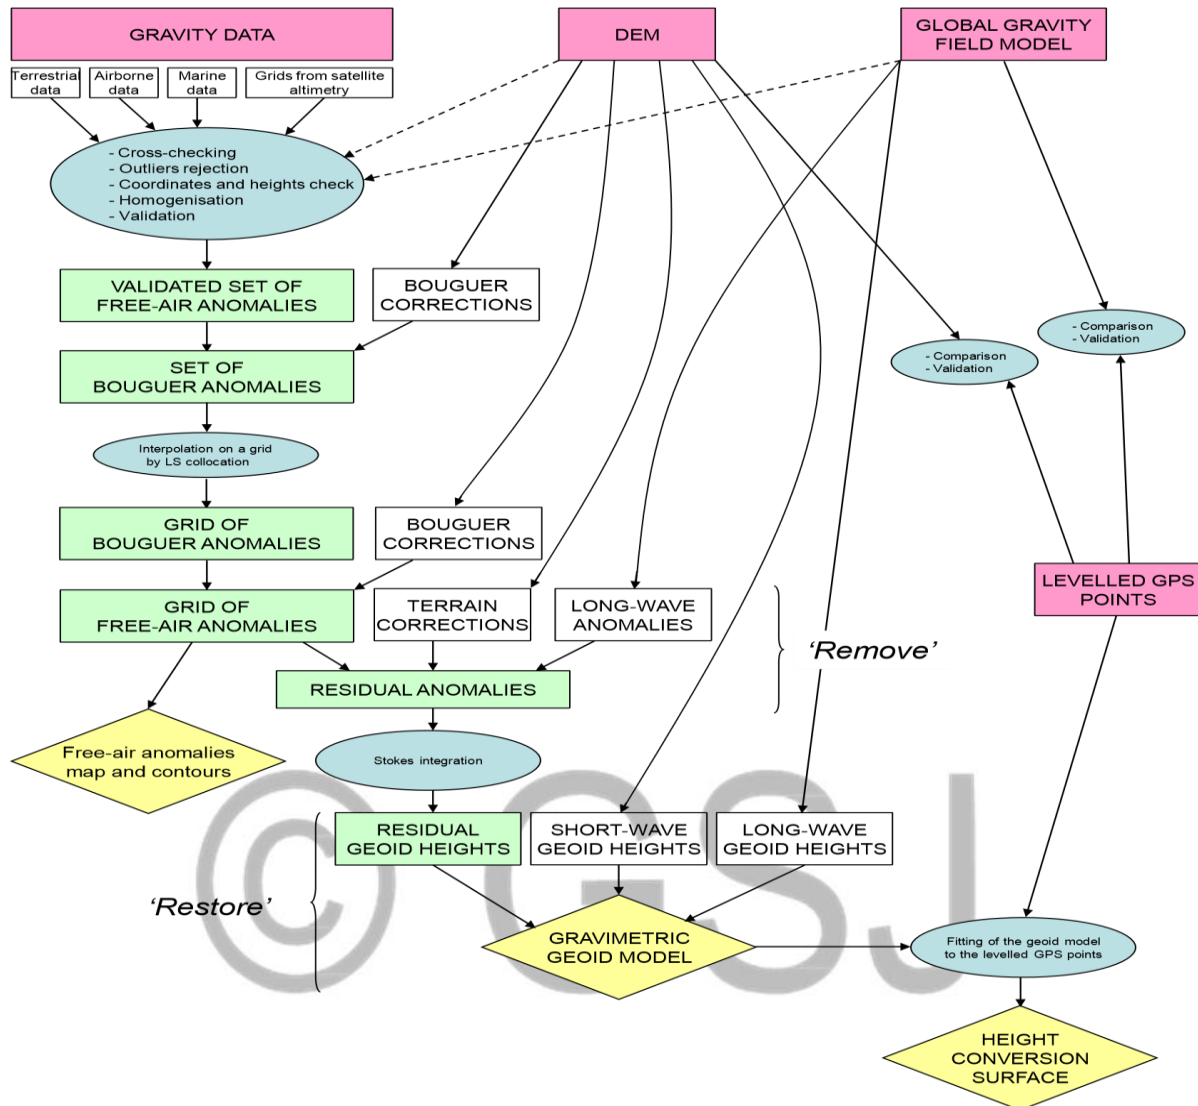 GRAVITY DATA
DEM
GLOBAL GRAVITY
FIELD MODEL
Terrestrial
data
Airborne
data
Marine
data
Grids from satellite
altimetry
- Cross-checking
- Outliers rejection
- Coordinates and heights check
- Homogenisation
- Validation
VALIDATED SET OF
FREE-AIR ANOMALIES
BOUGUER
CORRECTIONS
- Comparison
- Validation
- Comparison
- Validation
SET OF
BOUGUER ANOMALIES
Interpolation on a grid
by LS collocation
GRID OF
BOUGUER ANOMALIES
BOUGUER
CORRECTIONS
LEVELLED GPS
POINTS
GRID OF
FREE-AIR ANOMALIES
TERRAIN
CORRECTIONS
LONG-WAVE
ANOMALIES
'Remove'
RESIDUAL ANOMALIES
Free-air anomalies
map and contours
Stokes integration
RESIDUAL
GEOID HEIGHTS
SHORT-WAVE
GEOID HEIGHTS
LONG-WAVE
GEOID HEIGHTS
'Restore'
© GSJ
GRAVIMETRIC
GEOID MODEL
Fitting of the geoid model
to the levelled GPS points
HEIGHT
CONVERSION
SURFACE